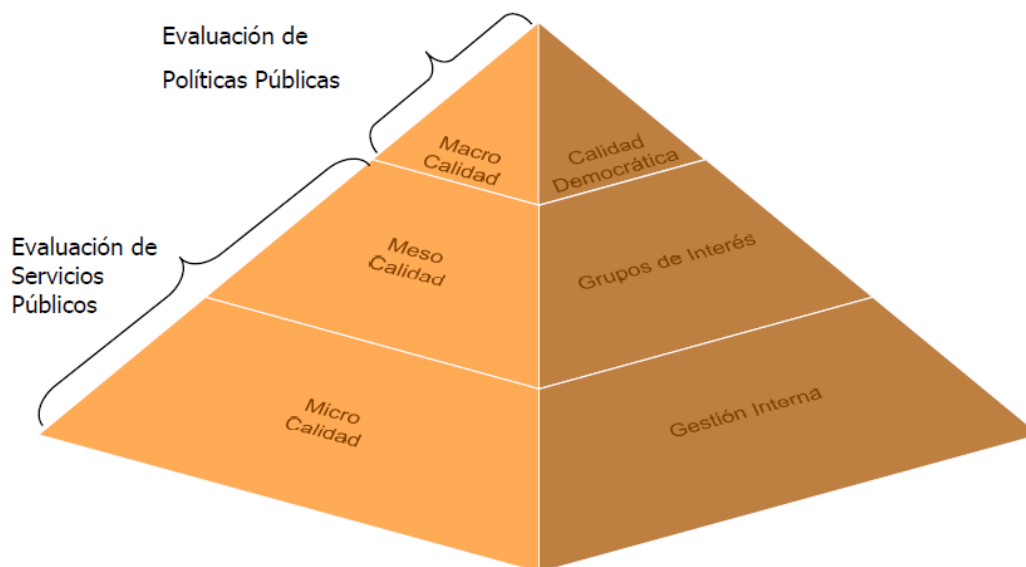 Evaluación de
Políticas Públicas
Macro
Calidad
Calidad
Democrática
Evaluación de
Servicios
Públicos
Meso
Calidad
Grupos de Interés
Micro
Calidad
Gestión Interna